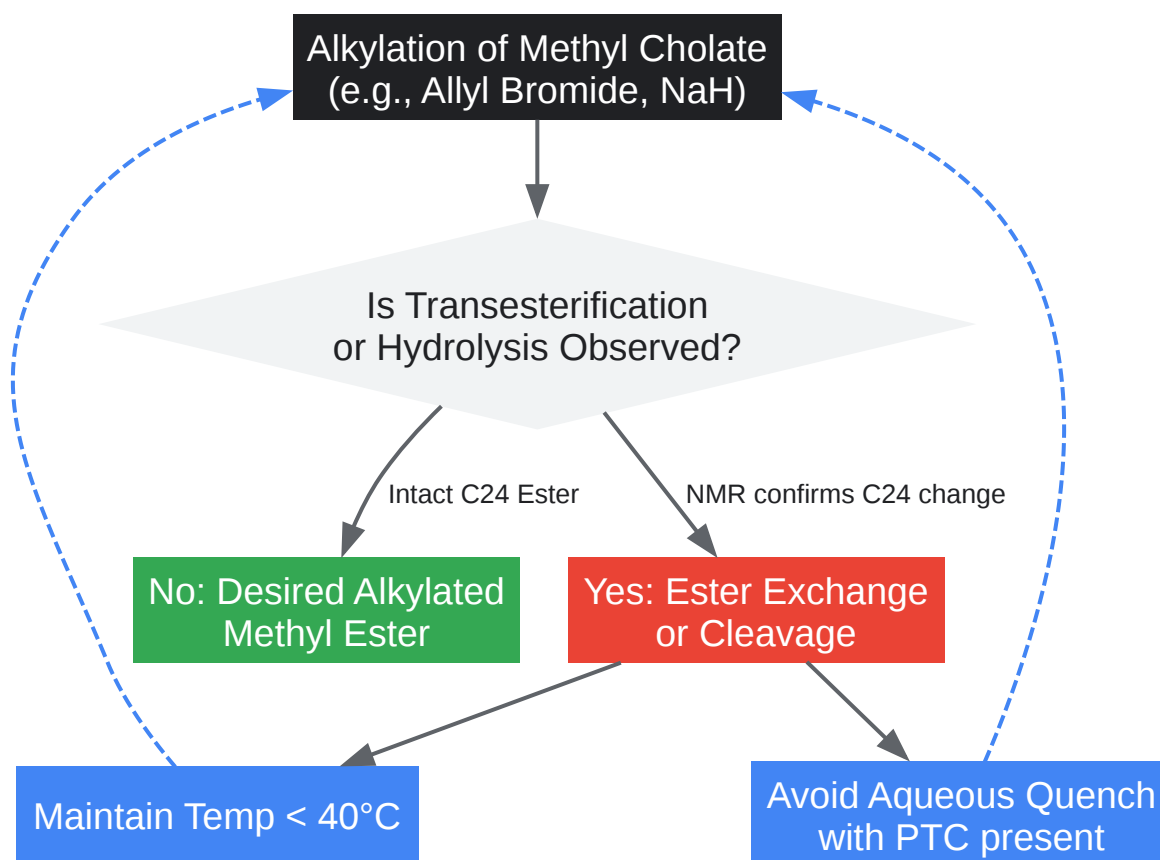 Alkylation of Methyl Cholate
(e.g., Allyl Bromide, NaH)
Is Transesterification
or Hydrolysis Observed?
Intact C24 Ester
NMR confirms C24 change
No: Desired Alkylated
Methyl Ester
Yes: Ester Exchange
or Cleavage
Maintain Temp < 40°C
Avoid Aqueous Quench
with PTC present